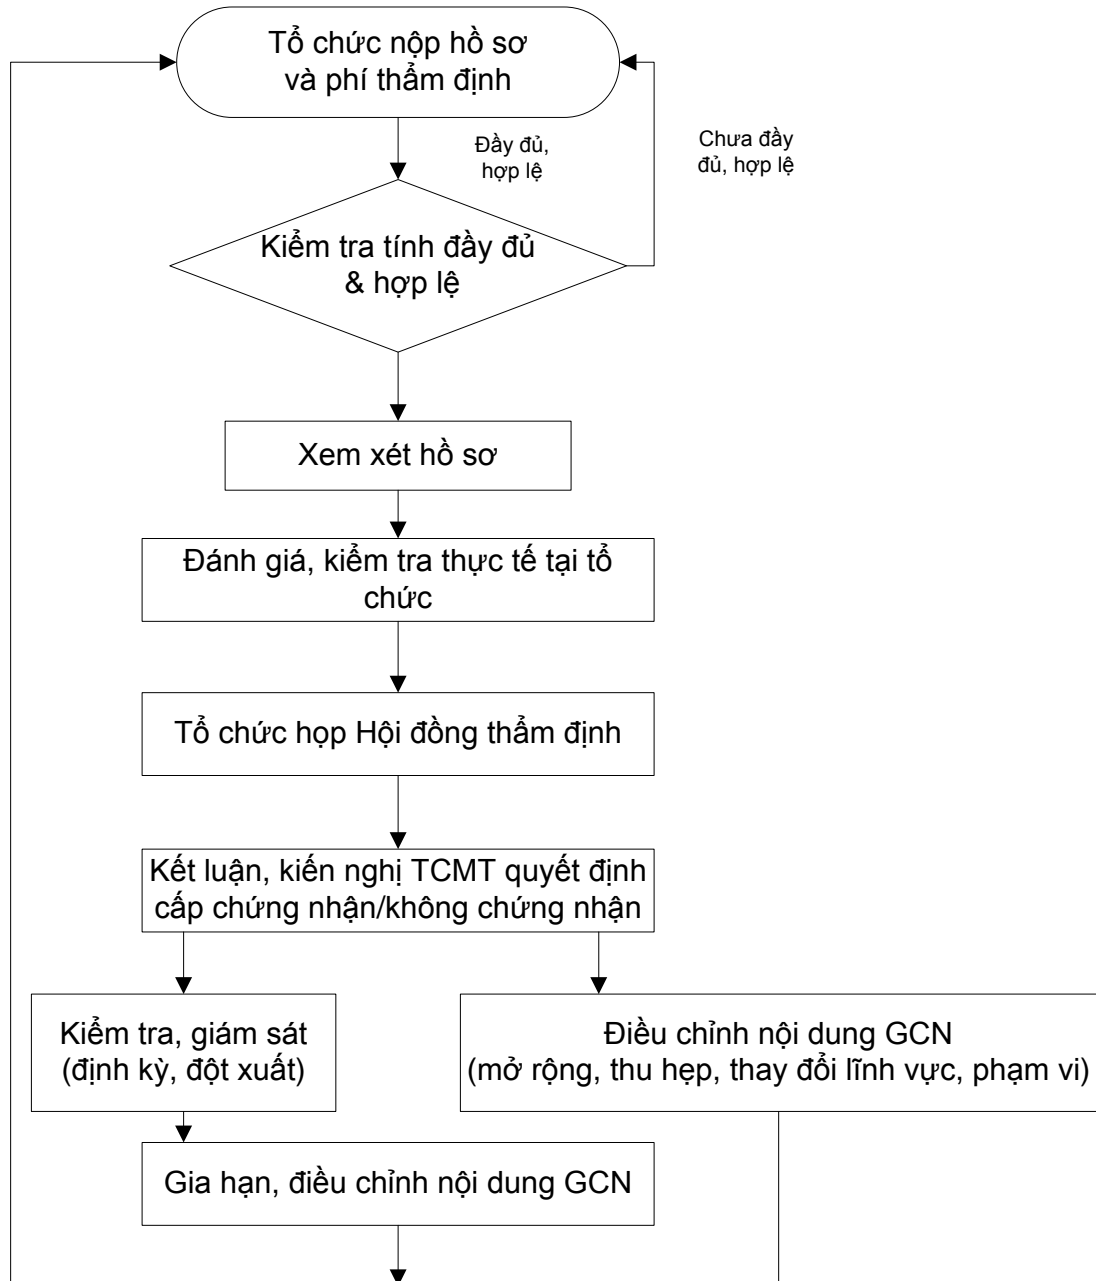 Tổ chức nộp hồ sơ
và phí thẩm định
Đầy đủ,
hợp lệ
Chưa đầy
đủ, hợp lệ
Kiểm tra tính đầy đủ
& hợp lệ
Xem xét hồ sơ
Đánh giá, kiểm tra thực tế tại tổ
chức
Tổ chức họp Hội đồng thẩm định
Kết luận, kiến nghị TCMT quyết định
cấp chứng nhận/không chứng nhận
Kiểm tra, giám sát
(định kỳ, đột xuất)
Điều chỉnh nội dung GCN
(mở rộng, thu hẹp, thay đổi lĩnh vực, phạm vi)
Gia hạn, điều chỉnh nội dung GCN